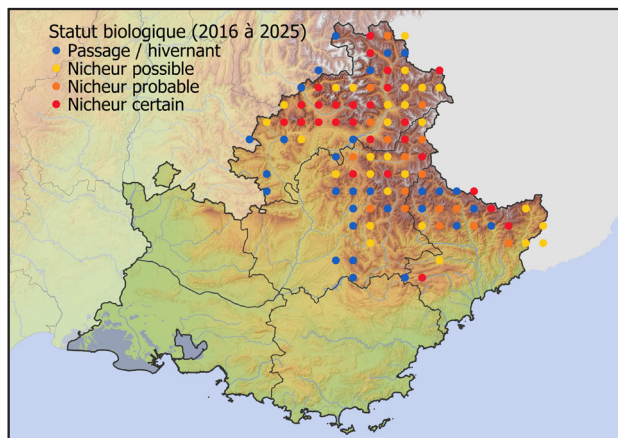 Statut biologique (2016 à 2025)
Passage / hivernant
Nicheur possible
Nicheur probable
Nicheur certain